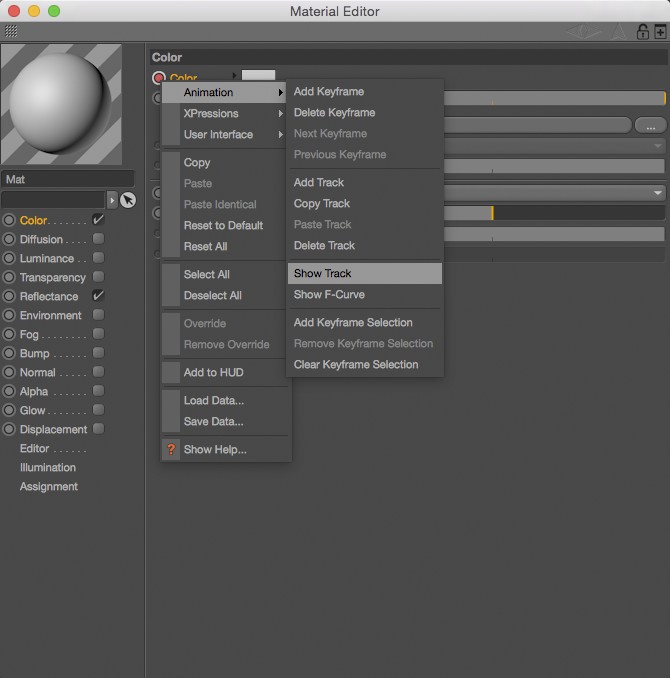 Material Editor
Color
Color
Mat
Color
Diffusion
Luminance
Transparency
Reflectance
Environment
Fog
Bump
Normal
Alpha
Glow
Displacement
Editor
Illumination
Assignment
Animation
XPressions
User Interface
Copy
Paste
Paste Identical
Reset to Default
Reset All
Select All
Deselect All
Override
Remove Override
Add to HUD
Load Data...
Save Data...
? Show Help...
Add Keyframe
Delete Keyframe
Next Keyframe
Previous Keyframe
Add Track
Copy Track
Paste Track
Delete Track
Show Track
Show F-Curve
Add Keyframe Selection
Remove Keyframe Selection
Clear Keyframe Selection
...